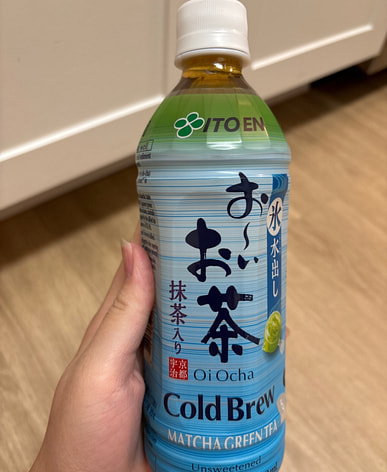 ITO EN
お〜いお茶
氷水出し
抹茶入り
宇治
京都
Oi Ocha
Cold Brew
MATCHA GREEN TEA
Unsweetened